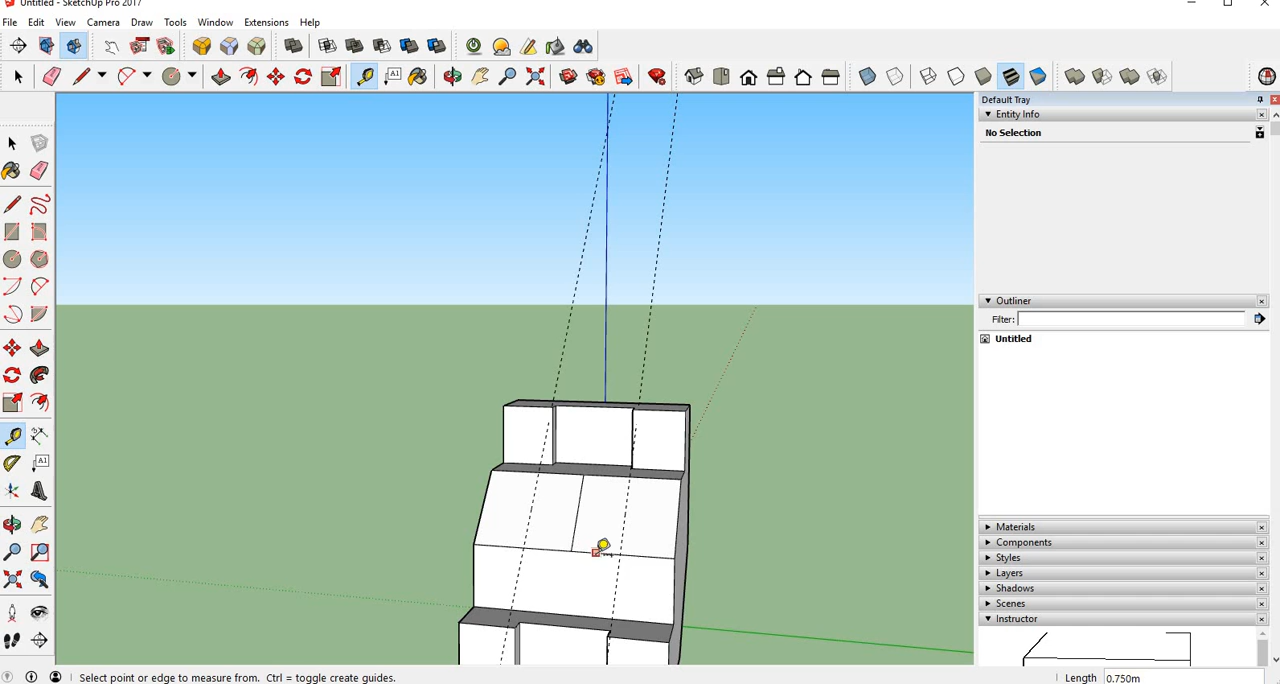 Untitled - SketchUp Pro 2017
File Edit View Camera Draw Tools Window Extensions Help
A1
Default Tray
Entity Info
No Selection
Outliner
Filter:
Untitled
A1
Materials
Components
Styles
Layers
Shadows
Scenes
Instructor
Select point or edge to measure from. Ctrl = toggle create guides.
Length 0.750m